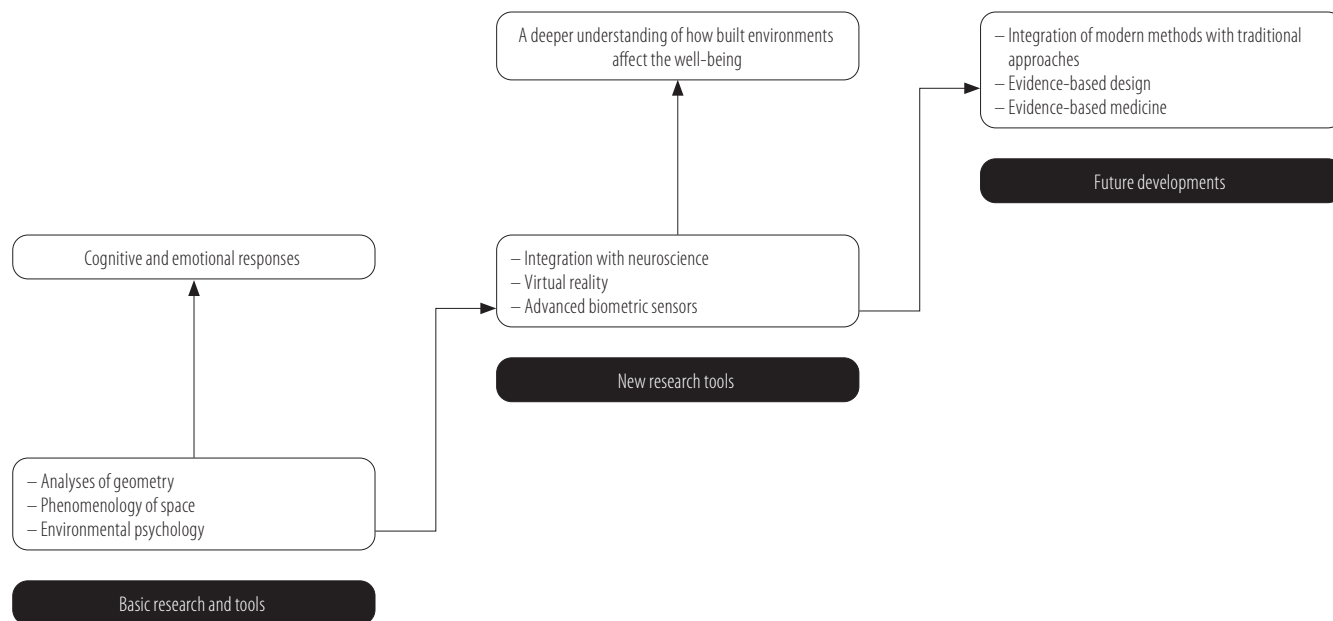 A deeper understanding of how built environments
affect the well-being
– Integration of modern methods with traditional
approaches
– Evidence-based design
– Evidence-based medicine
Future developments
Cognitive and emotional responses
– Integration with neuroscience
– Virtual reality
– Advanced biometric sensors
New research tools
– Analyses of geometry
– Phenomenology of space
– Environmental psychology
Basic research and tools